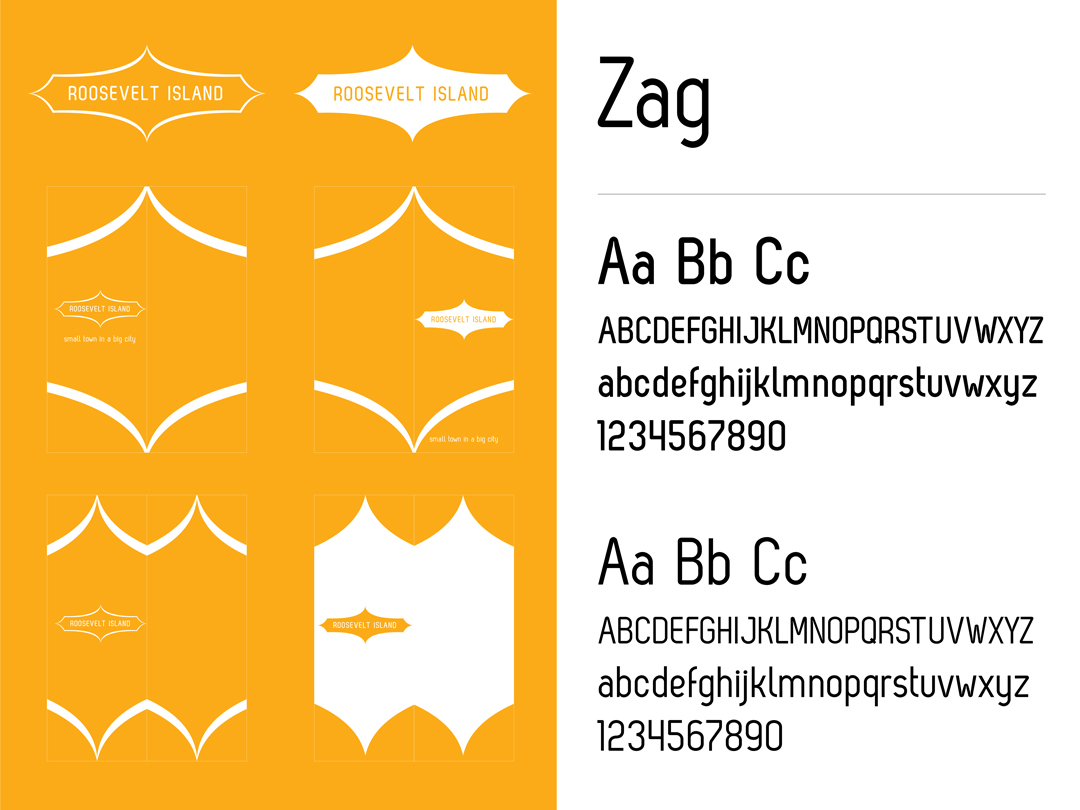 ROOSEVELT ISLAND
ROOSEVELT ISLAND
ROOSEVELT ISLAND
small town in a big city
ROOSEVELT ISLAND
small town in a big city
ROOSEVELT ISLAND
ROOSEVELT ISLAND
Zag
Aa Bb Cc
ABCDEFGHIJKLMNOPQRSTUVWXYZ
abcdefghijklmnopqrstuvwxyz
1234567890
Aa Bb Cc
ABCDEFGHIJKLMNOPQRSTUVWXYZ
abcdefghijklmnopqrstuvwxyz
1234567890